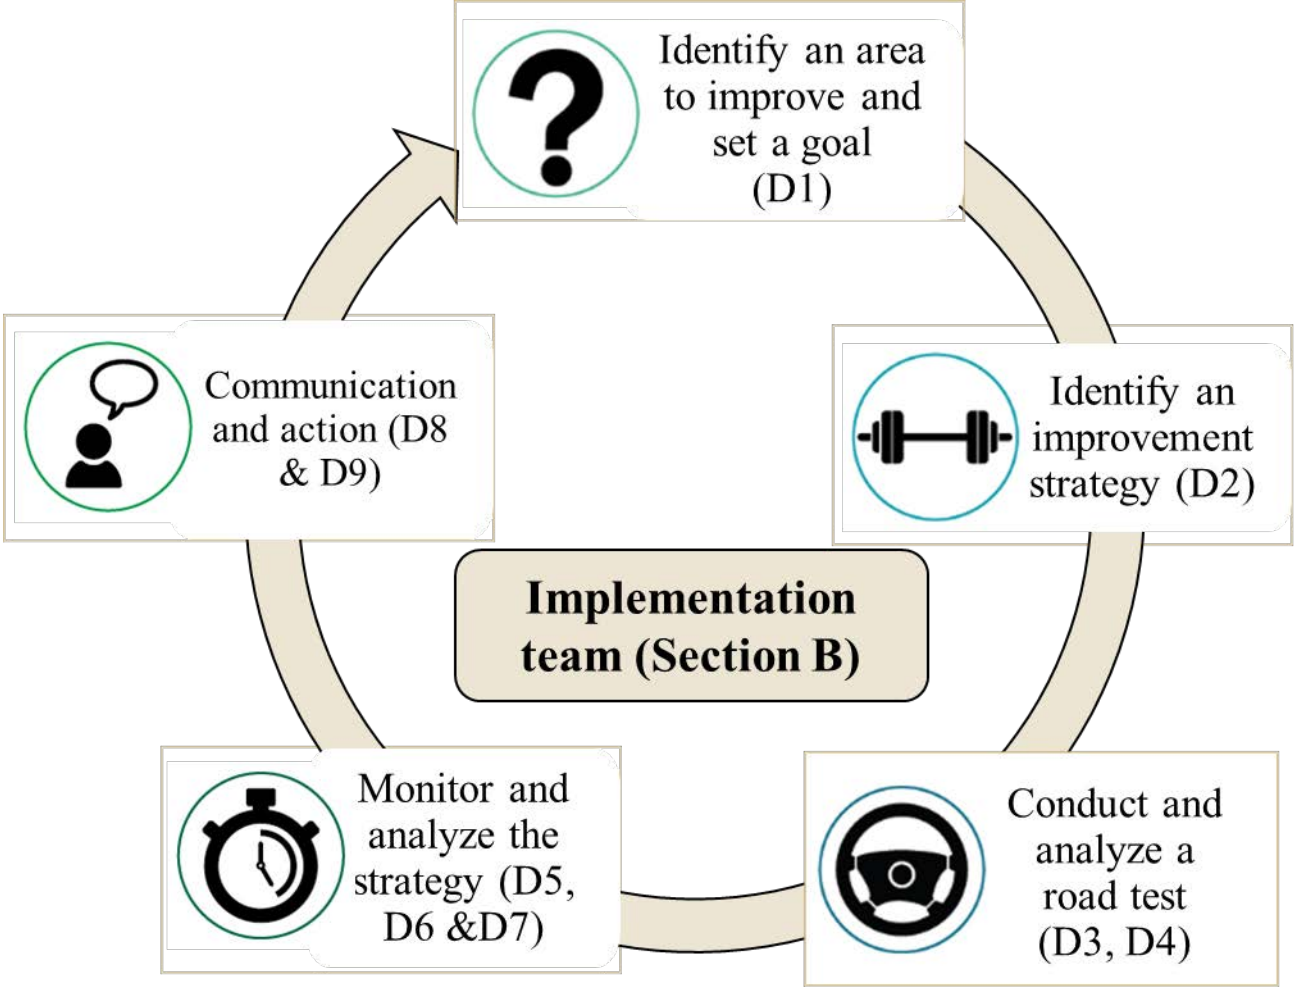 Identify an area
to improve and
set a goal
(D1)
Identify an
improvement
strategy (D2)
Conduct and
analyze a
road test
(D3, D4)
Monitor and
analyze the
strategy (D5,
D6 &D7)
Communication
and action (D8
& D9)
Implementation
team (Section B)